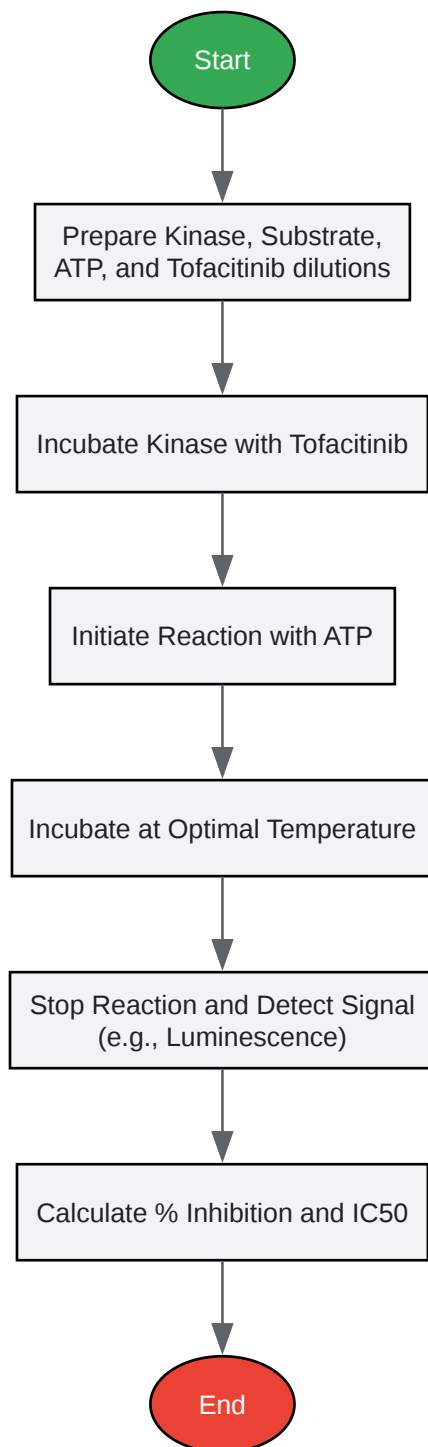 Start
Prepare Kinase, Substrate,
ATP, and Tofacitinib dilutions
Incubate Kinase with Tofacitinib
Initiate Reaction with ATP
Incubate at Optimal Temperature
Stop Reaction and Detect Signal
(e.g., Luminescence)
Calculate % Inhibition and IC50
End